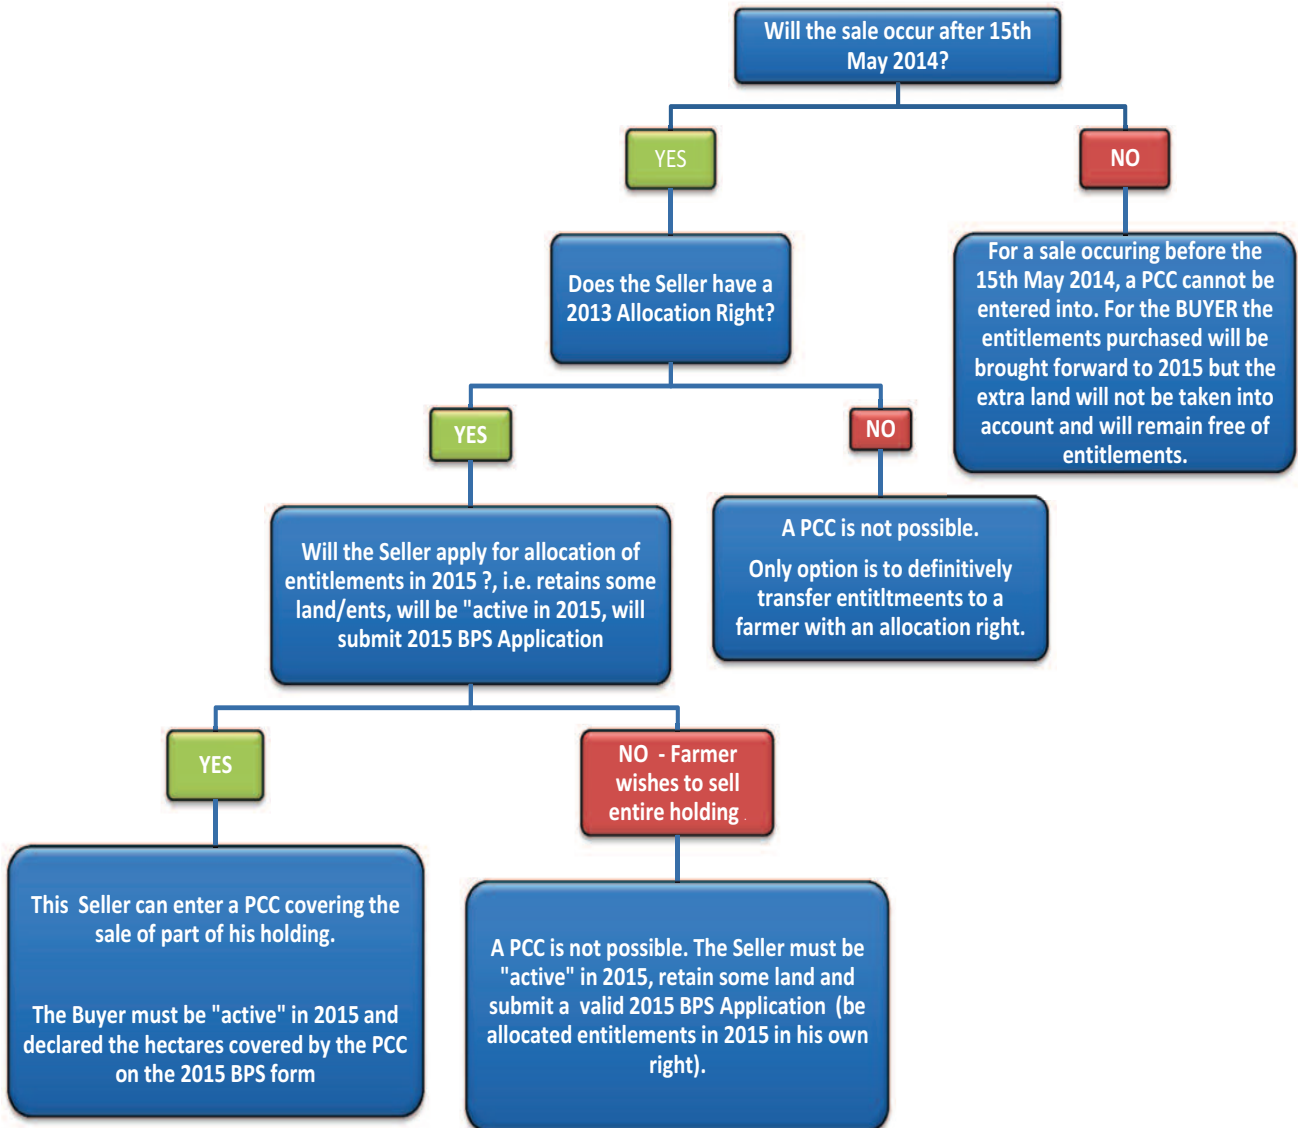 Will the sale occur after 15th
May 2014?
YES
NO
Does the Seller have a
2013 Allocation Right?
For a sale occuring before the
15th May 2014, a PCC cannot be
entered into. For the BUYER the
entitlements purchased will be
brought forward to 2015 but the
extra land will not be taken into
account and will remain free of
entitlements.
YES
NO
Will the Seller apply for allocation of
entitlements in 2015 ?, i.e. retains some
land/ents, will be "active in 2015, will
submit 2015 BPS Application
A PCC is not possible.
Only option is to definitively
transfer entitltmeents to a
farmer with an allocation right.
YES
NO - Farmer
wishes to sell
entire holding .
This Seller can enter a PCC covering the
sale of part of his holding.
The Buyer must be "active" in 2015 and
declared the hectares covered by the PCC
on the 2015 BPS form
A PCC is not possible. The Seller must be
"active" in 2015, retain some land and
submit a valid 2015 BPS Application (be
allocated entitlements in 2015 in his own
right).